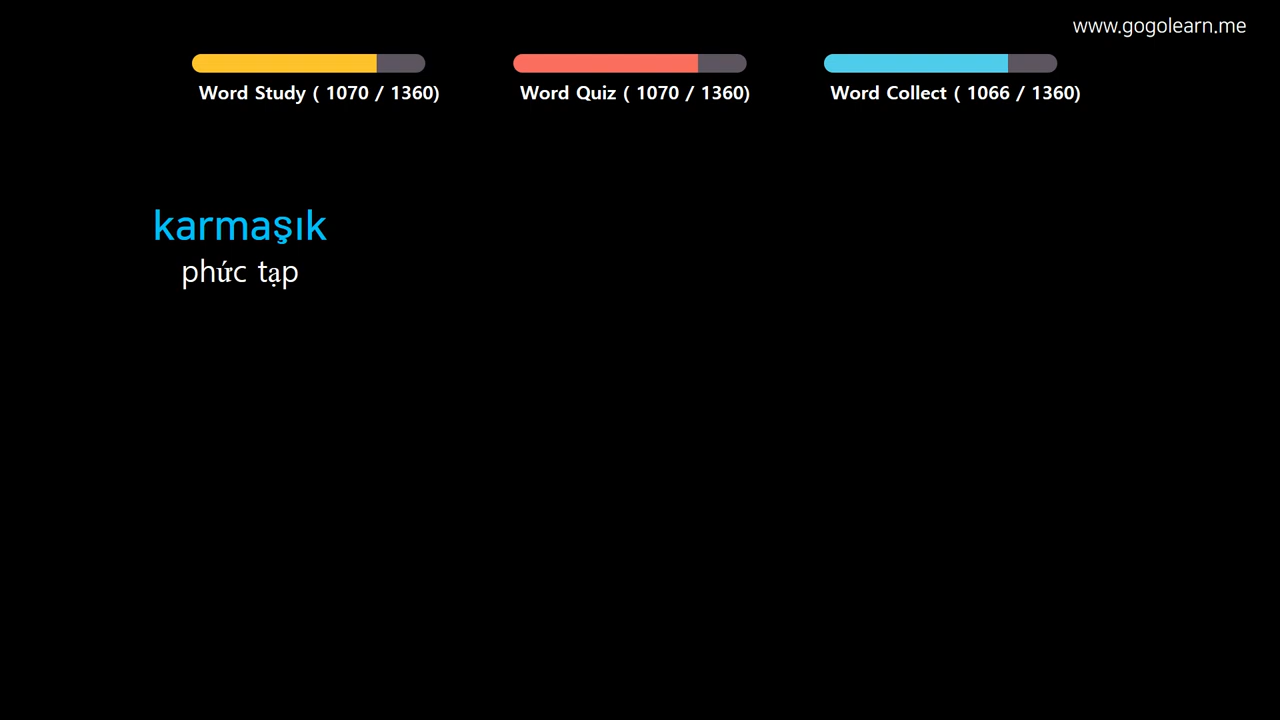 www.gogolearn.me
Word Study ( 1070 / 1360)
Word Quiz ( 1070 / 1360)
Word Collect ( 1066 / 1360)
karmaşık
phức tạp